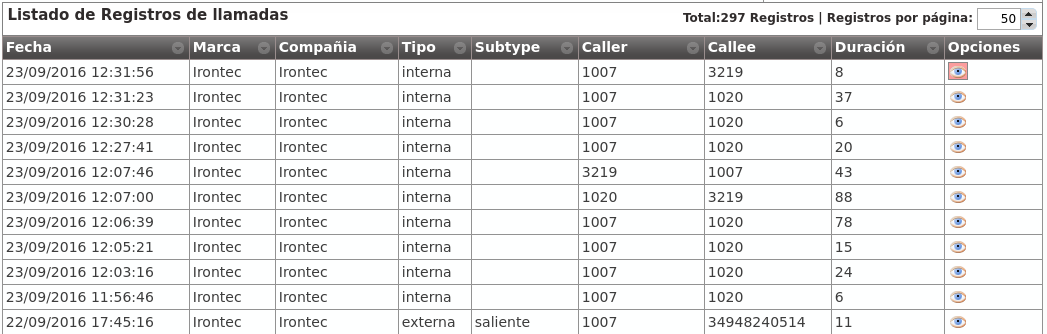 Listado de Registros de llamadas
Total:297 Registros | Registros por página: 50
Fecha Marca Compañia Tipo Subtype Caller Callee Duración Opciones
23/09/2016 12:31:56 Irontec Irontec interna 1007 3219 8
23/09/2016 12:31:23 Irontec Irontec interna 1007 1020 37
23/09/2016 12:30:28 Irontec Irontec interna 1007 1020 6
23/09/2016 12:27:41 Irontec Irontec interna 1007 1020 20
23/09/2016 12:07:46 Irontec Irontec interna 3219 1007 43
23/09/2016 12:07:00 Irontec Irontec interna 1020 3219 88
23/09/2016 12:06:39 Irontec Irontec interna 1007 1020 78
23/09/2016 12:05:21 Irontec Irontec interna 1007 1020 15
23/09/2016 12:03:16 Irontec Irontec interna 1007 1020 24
23/09/2016 11:56:46 Irontec Irontec interna 1007 1020 6
22/09/2016 17:45:16 Irontec Irontec externa saliente 1007 34948240514 11